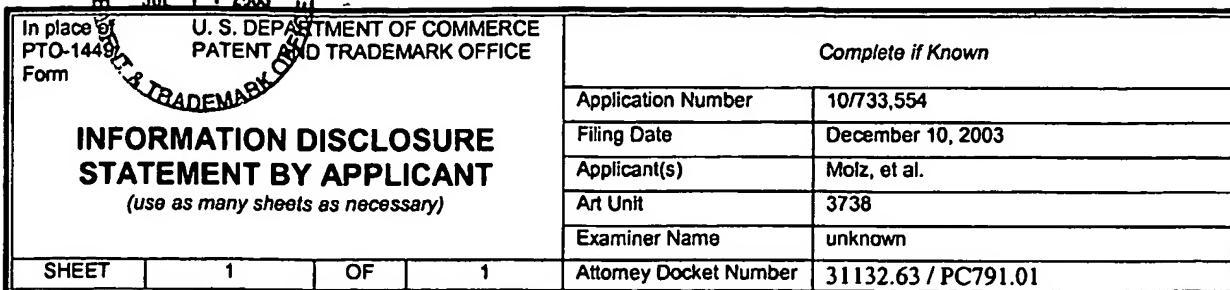 In place of U. S. DEPARTMENT OF COMMERCE
PTO-1449 PATENT AND TRADEMARK OFFICE
Form
& TRADEMARK
INFORMATION DISCLOSURE
STATEMENT BY APPLICANT
(use as many sheets as necessary)
SHEET 1 OF 1
Complete if Known
Application Number 10/733,554
Filing Date December 10, 2003
Applicant(s) Molz, et al.
Art Unit 3738
Examiner Name unknown
Attorney Docket Number 31132.63 / PC791.01